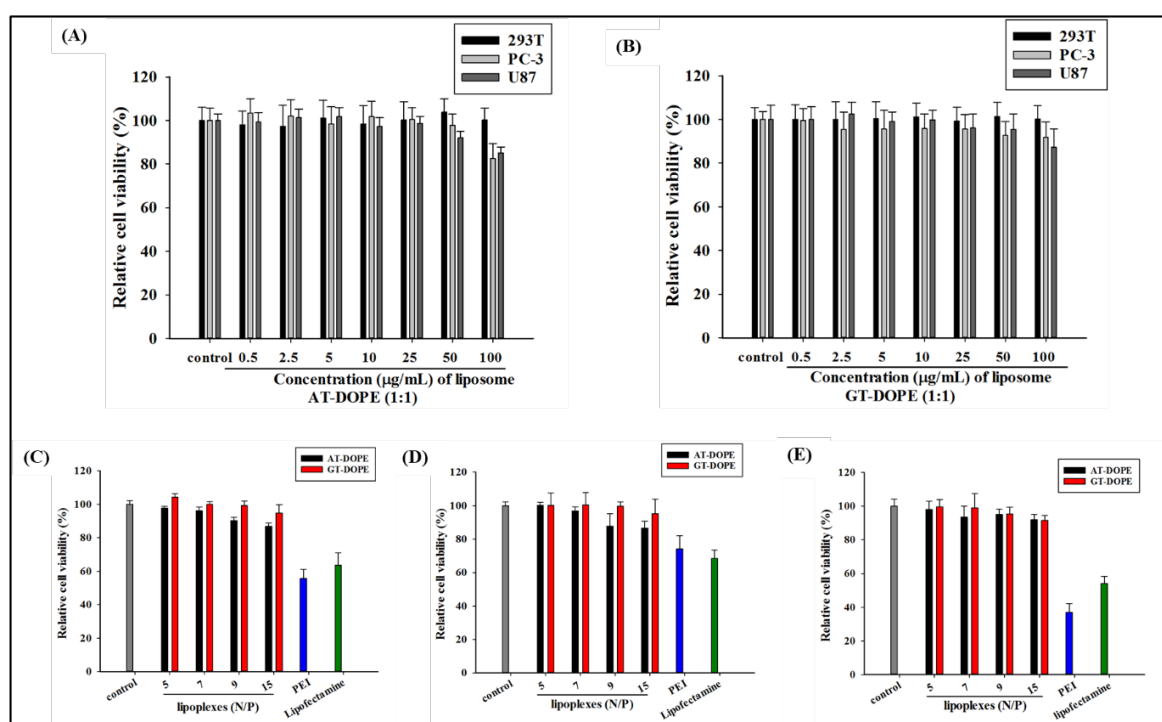 (A)
293T
PC-3
U87
Relative cell viability (%)
120
100
80
60
40
20
0
control 0.5 2.5 5 10 25 50 100
Concentration (µg/mL) of liposome
AT-DOPE (1:1)
(B)
293T
PC-3
U87
Relative cell viability (%)
120
100
80
60
40
20
0
control 0.5 2.5 5 10 25 50 100
Concentration (µg/mL) of liposome
GT-DOPE (1:1)
(C)
AT-DOPE
GT-DOPE
Relative cell viability (%)
120
100
80
60
40
20
0
control 5 7 9 15 PEI Lipofectamine
lipoplexes (N/P)
(D)
AT-DOPE
GT-DOPE
Relative cell viability (%)
120
100
80
60
40
20
0
control 5 7 9 15 PEI Lipofectamine
lipoplexes (N/P)
(E)
AT-DOPE
GT-DOPE
Relative cell viability (%)
120
100
80
60
40
20
0
control 5 7 9 15 PEI lipofectamine
lipoplexes (N/P)